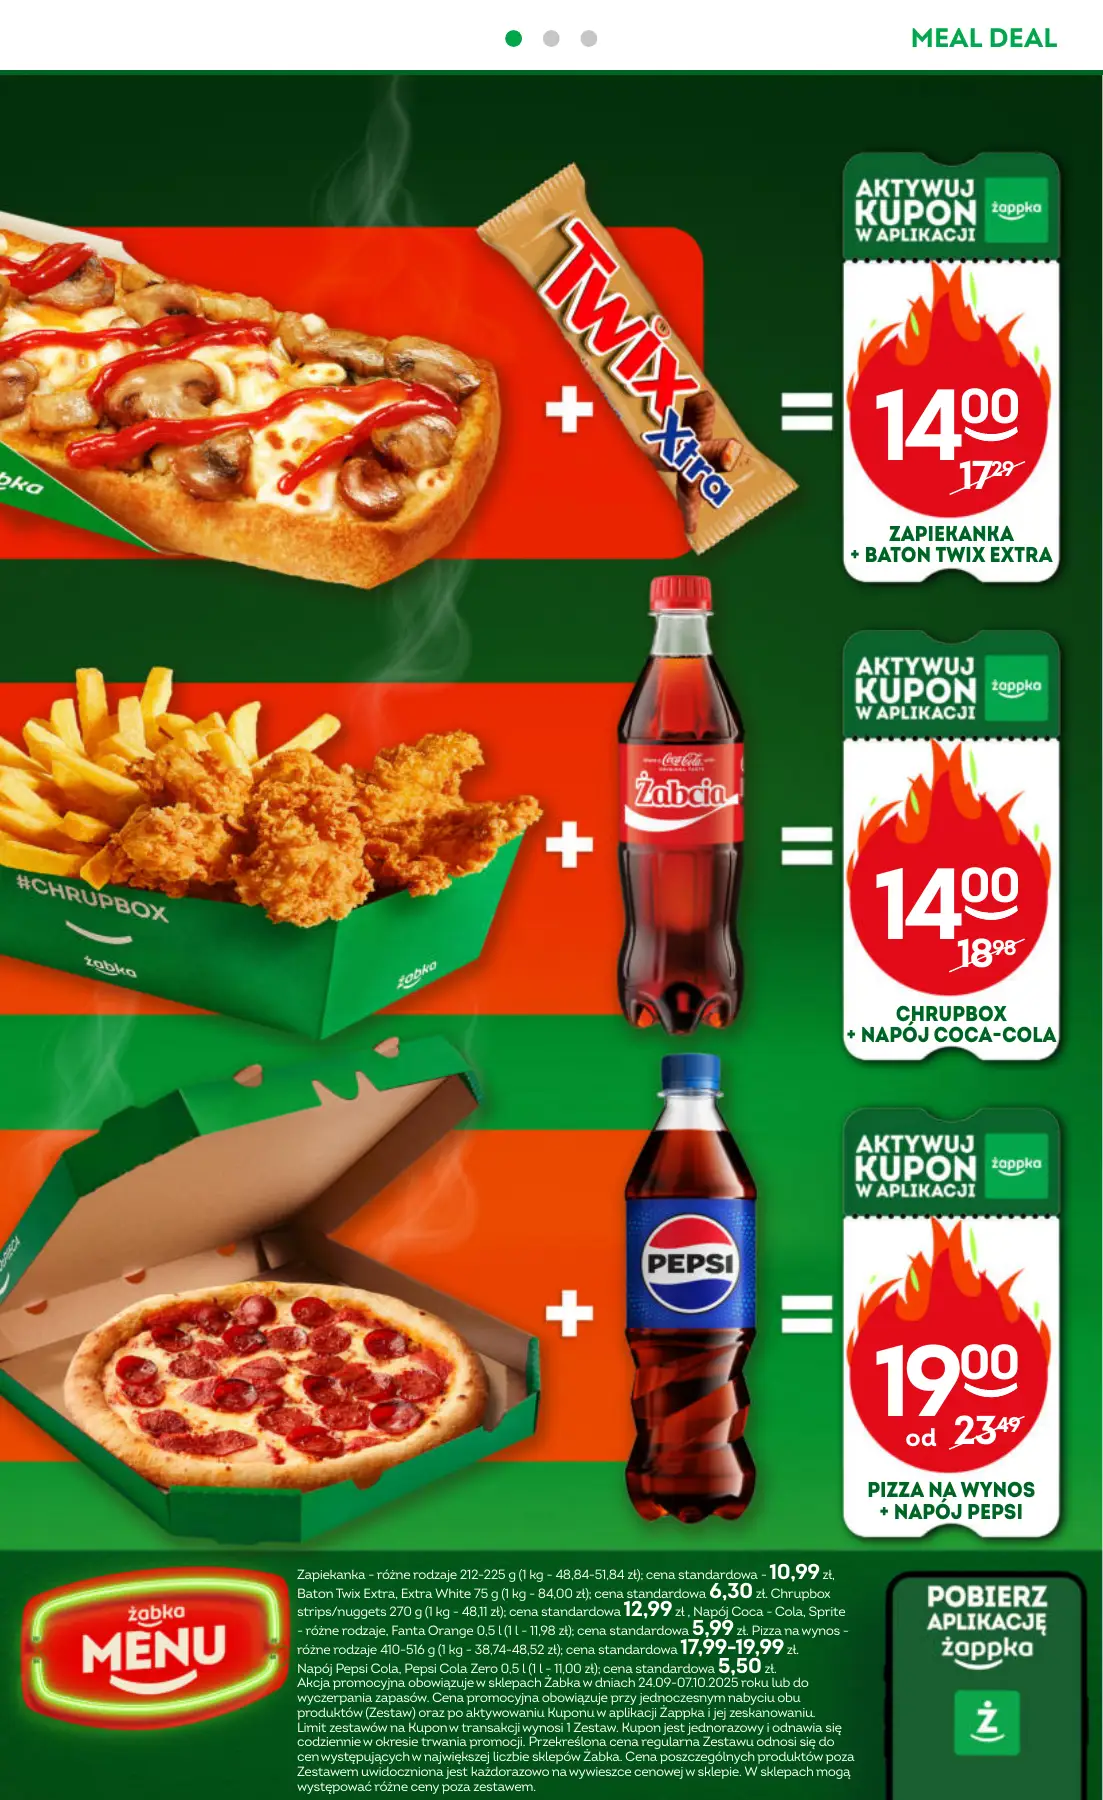 MEAL DEAL
AKTYWUJ
KUPON
W APLIKACJI
żappka
TWIX
Xtra
żabka
14 00
17 29
ZAPIEKANKA
+ BATON TWIX EXTRA
+
=
AKTYWUJ
KUPON
W APLIKACJI
żappka
Coca-Cola
ORIGINAL TASTE
Żabcia
#CHRUPBOX
żabka
żabka
+
=
14 00
18 98
CHRUPBOX
+ NAPÓJ COCA-COLA
AKTYWUJ
KUPON
W APLIKACJI
żappka
PEPSI
+
=
19 00
od 23 49
PIZZA NA WYNOS
+ NAPÓJ PEPSI
żabka
MENU
Zapiekanka - różne rodzaje 212-225 g (1 kg - 48,84-51,84 zł); cena standardowa - 10,99 zł,
Baton Twix Extra, Extra White 75 g (1 kg - 84,00 zł); cena standardowa 6,30 zł. Chrupbox
strips/nuggets 270 g (1 kg - 48,11 zł); cena standardowa 12,99 zł , Napój Coca - Cola, Sprite
- różne rodzaje, Fanta Orange 0,5 l (1 l - 11,98 zł); cena standardowa 5,99 zł. Pizza na wynos -
różne rodzaje 410-516 g (1 kg - 38,74-48,52 zł); cena standardowa 17,99-19,99 zł.
Napój Pepsi Cola, Pepsi Cola Zero 0,5 l (1 l - 11,00 zł); cena standardowa 5,50 zł.
Akcja promocyjna obowiązuje w sklepach Żabka w dniach 24.09-07.10.2025 roku lub do
wyczerpania zapasów. Cena promocyjna obowiązuje przy jednoczesnym nabyciu obu
produktów (Zestaw) oraz po aktywowaniu Kuponu w aplikacji Żappka i jej zeskanowaniu.
Limit zestawów na Kupon w transakcji wynosi 1 Zestaw. Kupon jest jednorazowy i odnawia się
codziennie w okresie trwania promocji. Przekreślona cena regularna Zestawu odnosi się do
cen występujących w największej liczbie sklepów Żabka. Cena poszczególnych produktów poza
Zestawem uwidoczniona jest każdorazowo na wywieszce cenowej w sklepie. W sklepach mogą
występować różne ceny poza zestawem.
POBIERZ
APLIKACJĘ
żappka
Ż